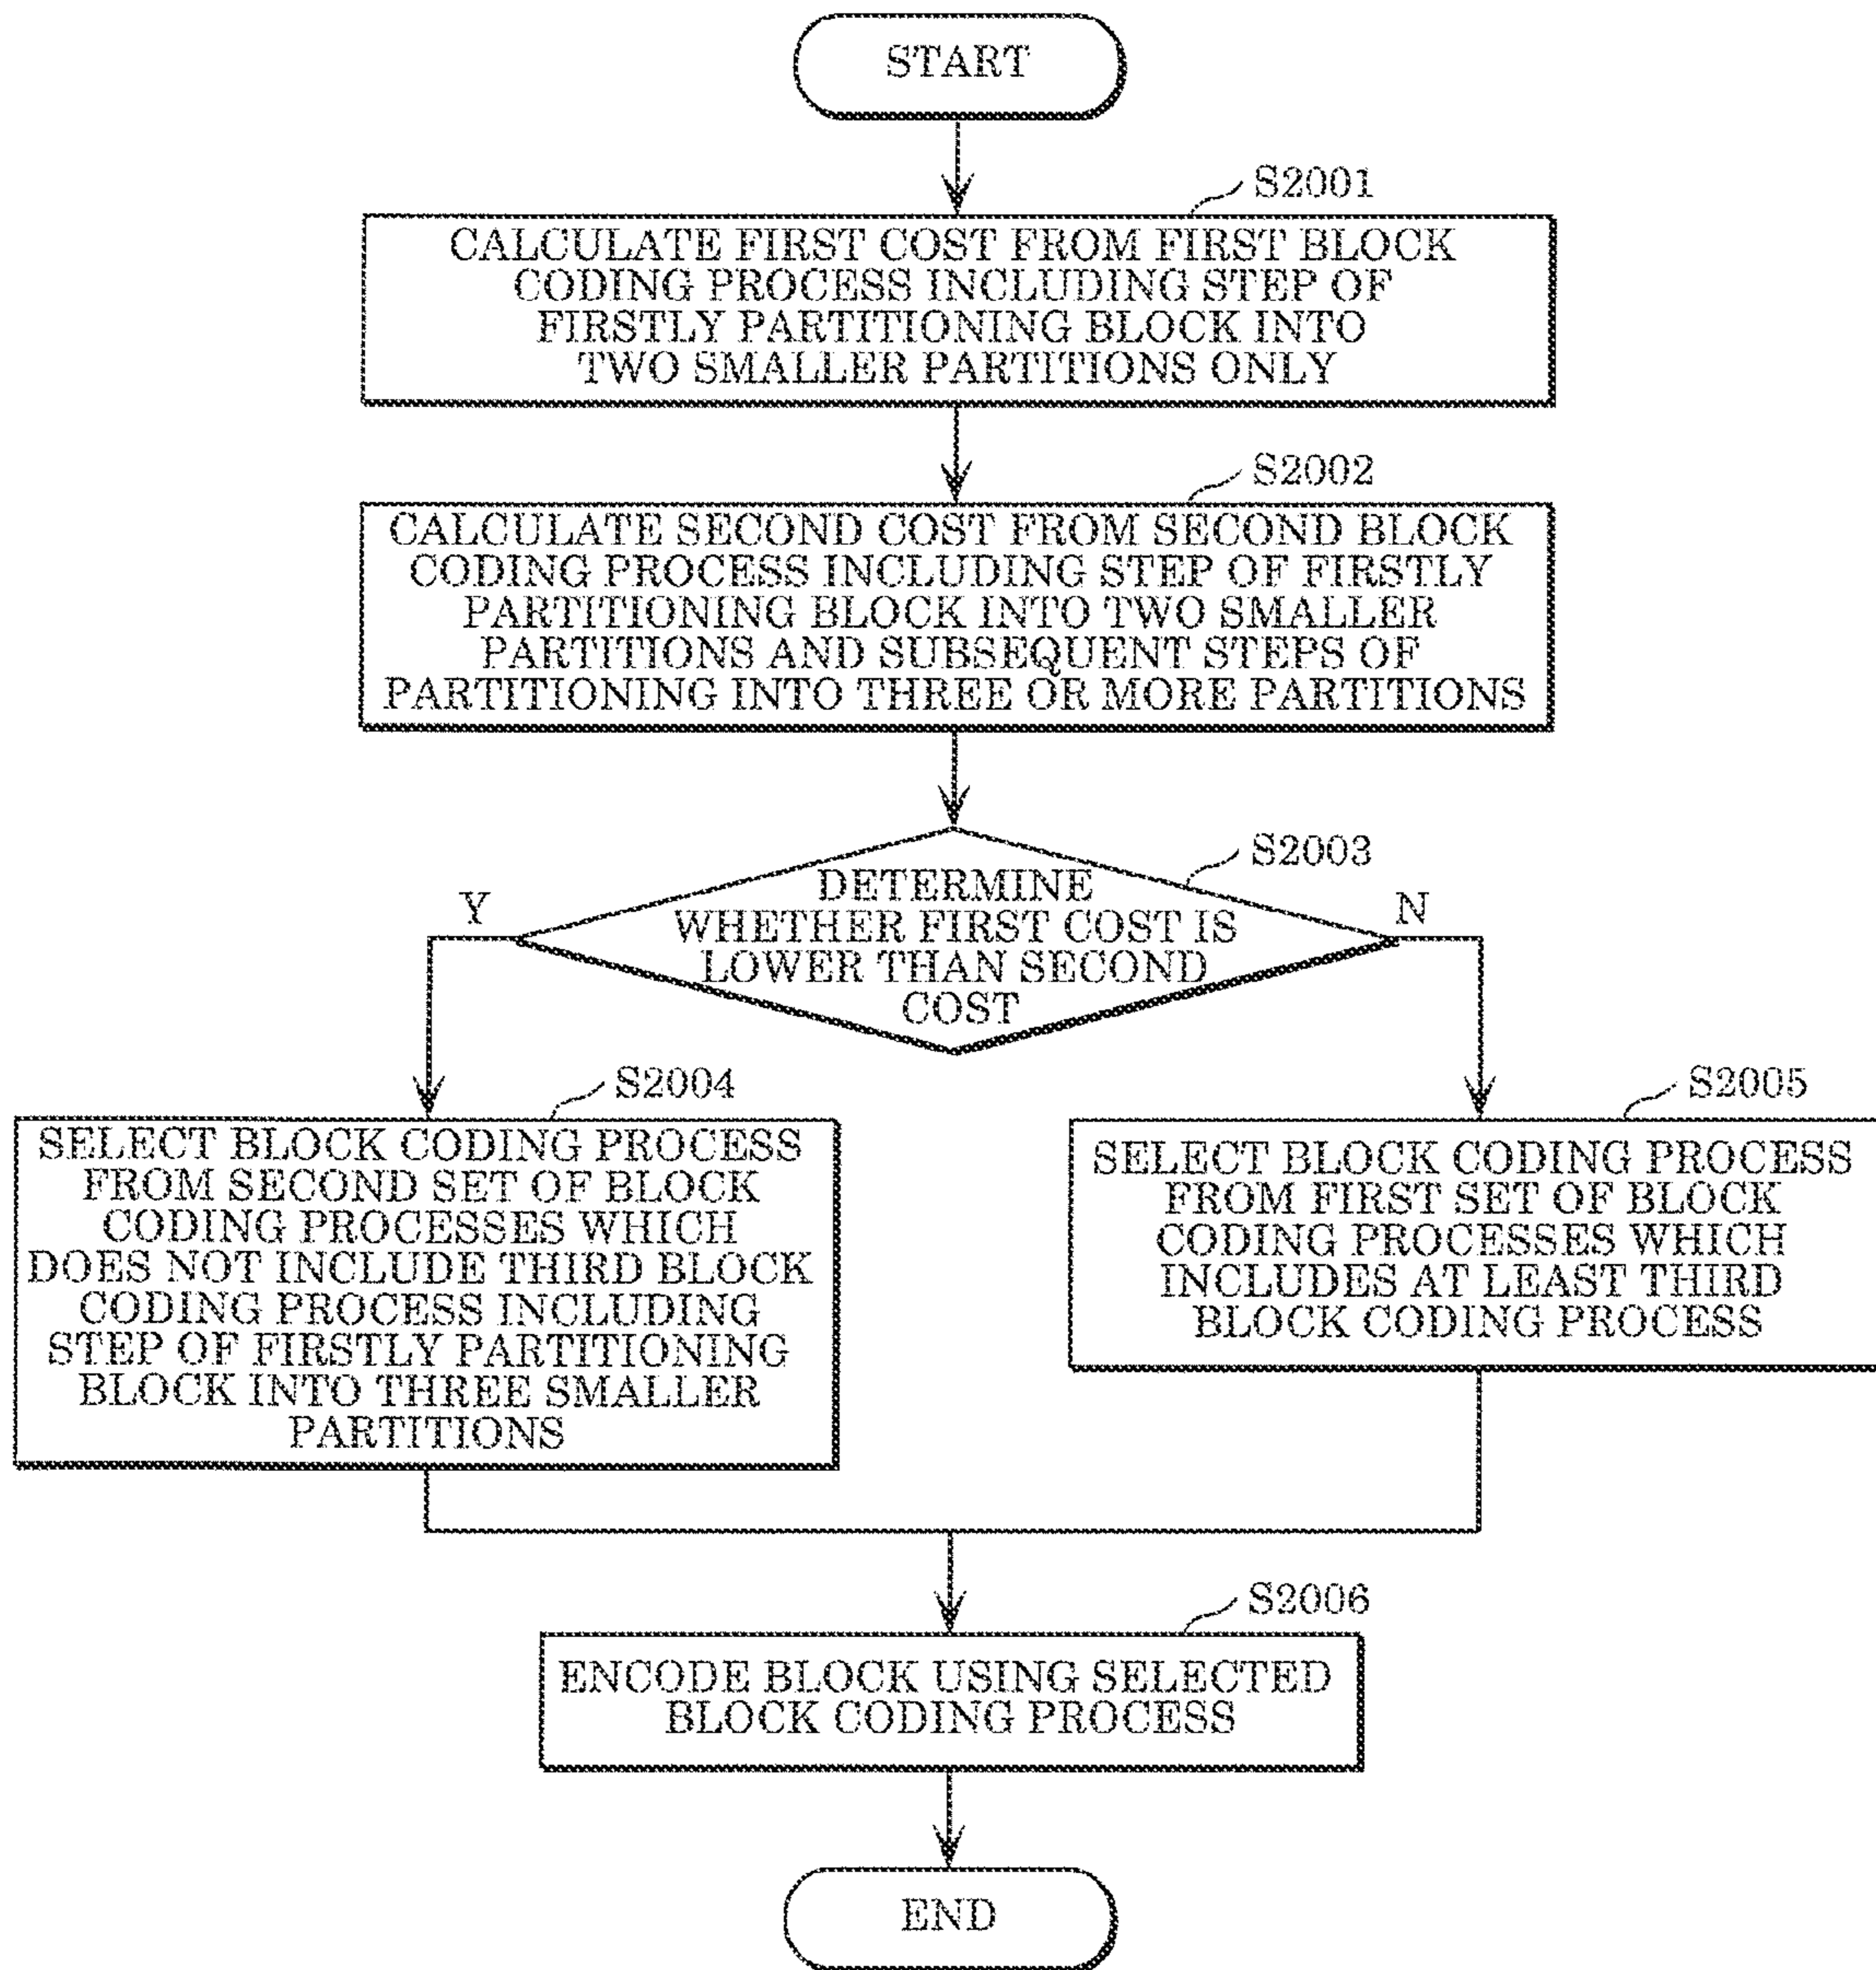 START
S2001
CALCULATE FIRST COST FROM FIRST BLOCK
CODING PROCESS INCLUDING STEP OF
FIRSTLY PARTITIONING BLOCK INTO
TWO SMALLER PARTITIONS ONLY
S2002
CALCULATE SECOND COST FROM SECOND BLOCK
CODING PROCESS INCLUDING STEP OF FIRSTLY
PARTITIONING BLOCK INTO TWO SMALLER
PARTITIONS AND SUBSEQUENT STEPS OF
PARTITIONING INTO THREE OR MORE PARTITIONS
S2003
DETERMINE
WHETHER FIRST COST IS
LOWER THAN SECOND
COST
Y
N
S2004
SELECT BLOCK CODING PROCESS
FROM SECOND SET OF BLOCK
CODING PROCESSES WHICH
DOES NOT INCLUDE THIRD BLOCK
CODING PROCESS INCLUDING
STEP OF FIRSTLY PARTITIONING
BLOCK INTO THREE SMALLER
PARTITIONS
S2005
SELECT BLOCK CODING PROCESS
FROM FIRST SET OF BLOCK
CODING PROCESSES WHICH
INCLUDES AT LEAST THIRD
BLOCK CODING PROCESS
S2006
ENCODE BLOCK USING SELECTED
BLOCK CODING PROCESS
END